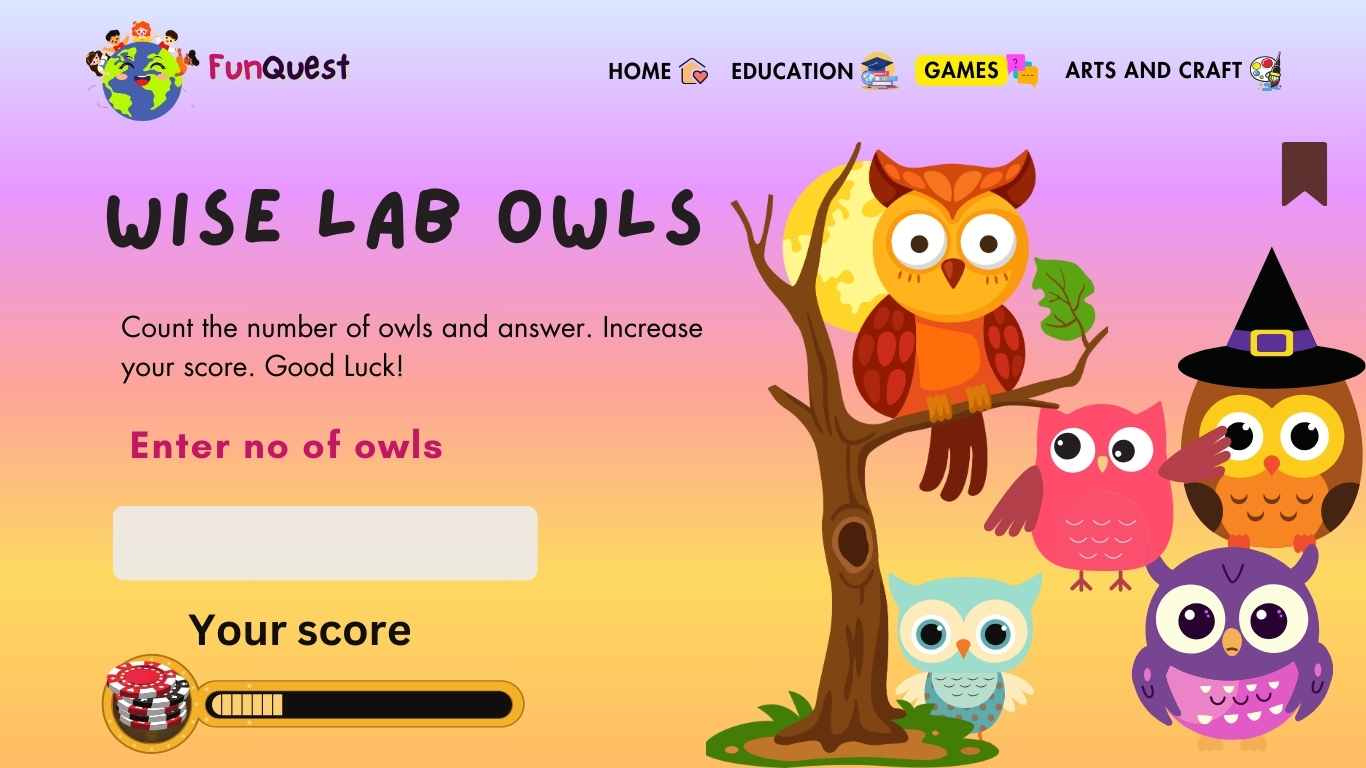 FunQuest
HOME
EDUCATION
GAMES
?
...
ARTS AND CRAFT
WISE LAB OWLS
Count the number of owls and answer. Increase
your score. Good Luck!
Enter no of owls
Your score